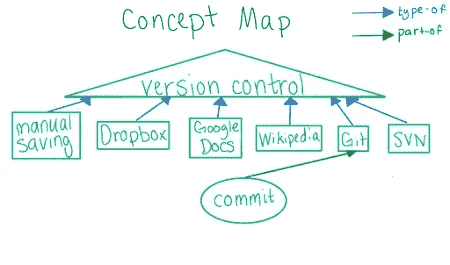 Concept Map
type-of
part-of
version control
manual
saving
Dropbox
Google
Docs
Wikipedia
Git
SVN
commit